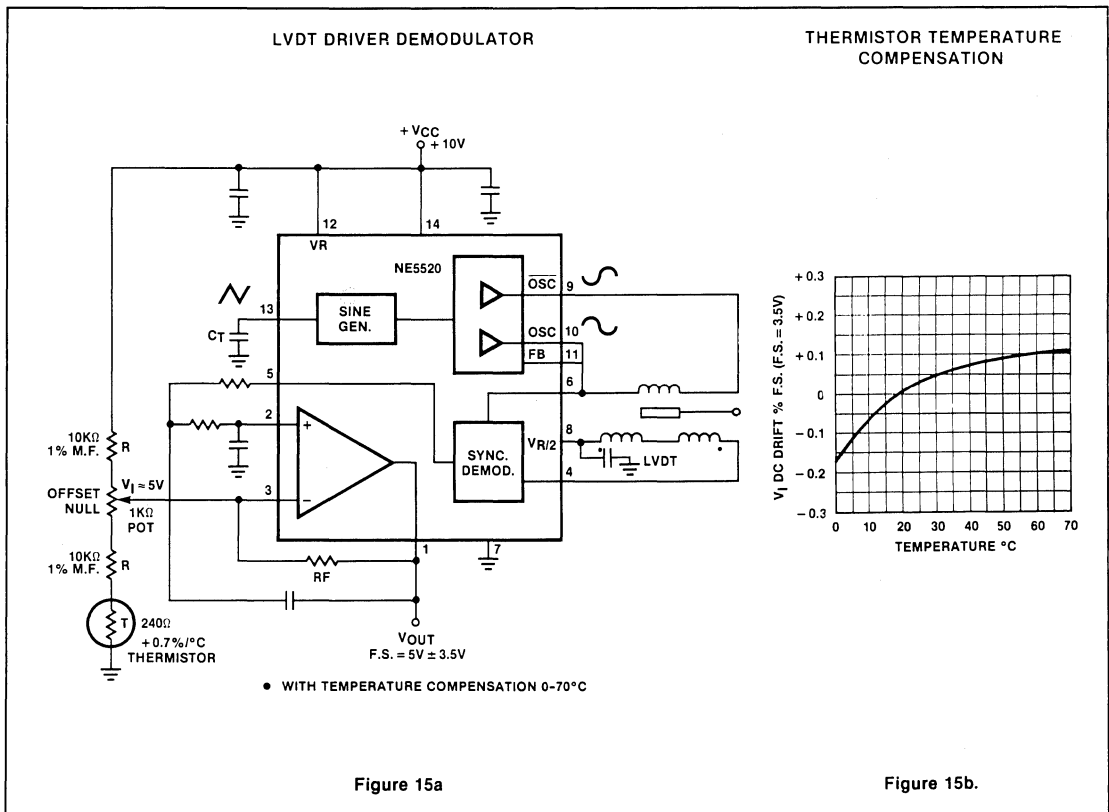 LVDT DRIVER DEMODULATOR
THERMISTOR TEMPERATURE
COMPENSATION
+ VCC
+ 10V
12
14
VR
NE5520
OSC
9
13
SINE
GEN.
CT
OSC
10
FB
11
5
6
2
+
10KΩ
1% M.F.
R
8
VR/2
SYNC.
DEMOD.
LVDT
4
OFFSET
NULL
VI ≈ 5V
1KΩ
POT
3
−
10KΩ
1% M.F.
R
1
7
RF
T
240Ω
+0.7%/°C
THERMISTOR
VOUT
F.S. = 5V ± 3.5V
● WITH TEMPERATURE COMPENSATION 0-70°C
Figure 15a
VI DC DRIFT % F.S. (F.S. = 3.5V)
+ 0.3
+ 0.2
+ 0.1
0
− 0.1
− 0.2
− 0.3
0 10 20 30 40 50 60 70
TEMPERATURE °C
Figure 15b.